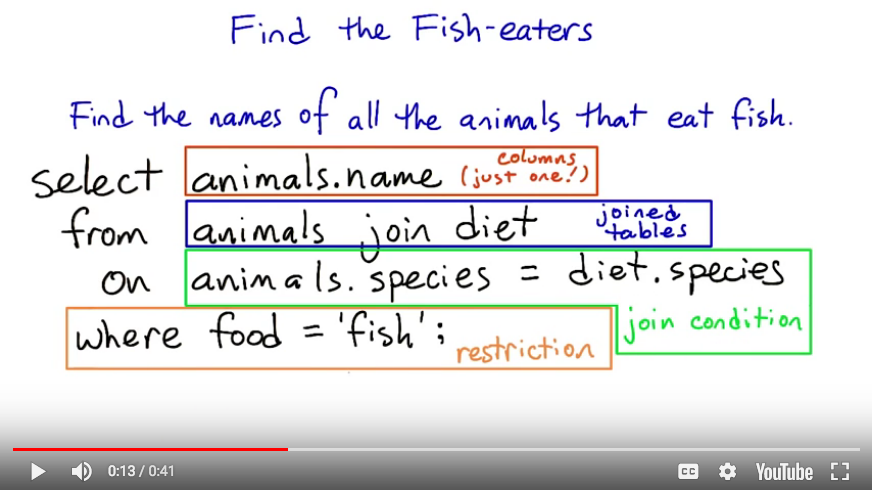 Find the Fish-eaters
Find the names of all the animals that eat fish.
select animals.name columns (just one!)
from animals join diet joined tables
on animals.species = diet.species
where food = 'fish'; restriction
join condition
0:13 / 0:41 CC YouTube